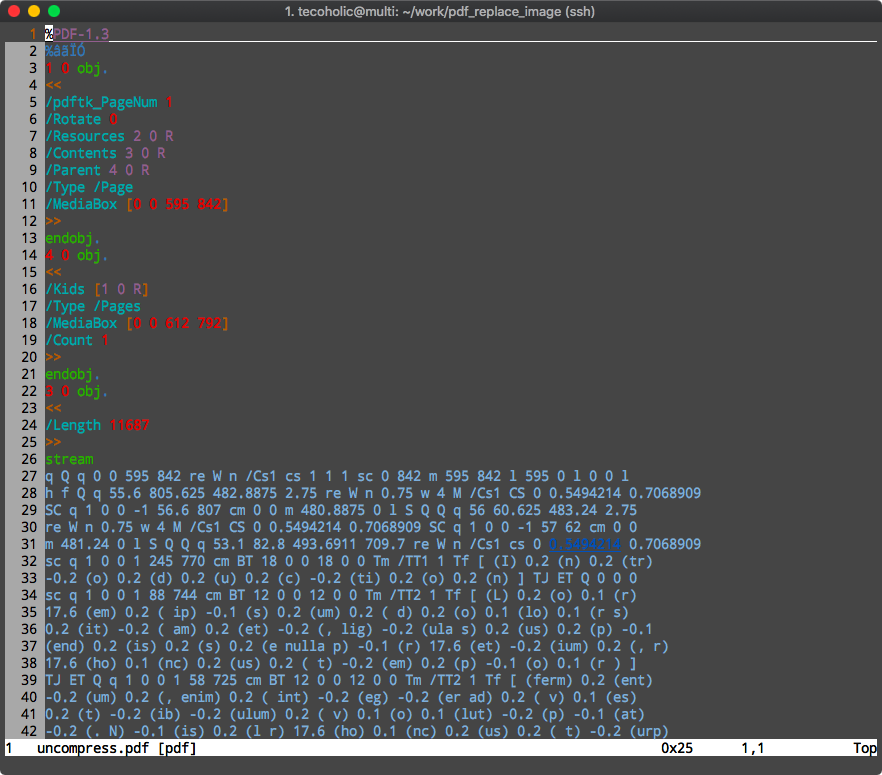 1. tecoholic@multi: ~/work/pdf_replace_image (ssh)
1 %PDF-1.3
2 %âãÏÓ
3 1 0 obj.
4 <<
5 /pdftk_PageNum 1
6 /Rotate 0
7 /Resources 2 0 R
8 /Contents 3 0 R
9 /Parent 4 0 R
10 /Type /Page
11 /MediaBox [0 0 595 842]
12 >>
13 endobj.
14 4 0 obj.
15 <<
16 /Kids [1 0 R]
17 /Type /Pages
18 /MediaBox [0 0 612 792]
19 /Count 1
20 >>
21 endobj.
22 3 0 obj.
23 <<
24 /Length 11687
25 >>
26 stream
27 q Q q 0 0 595 842 re W n /Cs1 cs 1 1 1 sc 0 842 m 595 842 l 595 0 l 0 0 l
28 h f Q q 55.6 805.625 482.8875 2.75 re W n 0.75 w 4 M /Cs1 CS 0 0.5494214 0.7068909
29 SC q 1 0 0 -1 56.6 807 cm 0 0 m 480.8875 0 l S Q Q q 56 60.625 483.24 2.75
30 re W n 0.75 w 4 M /Cs1 CS 0 0.5494214 0.7068909 SC q 1 0 0 -1 57 62 cm 0 0
31 m 481.24 0 l S Q Q q 53.1 82.8 493.6911 709.7 re W n /Cs1 cs 0 0.5494214 0.7068909
32 sc q 1 0 0 1 245 770 cm BT 18 0 0 18 0 0 Tm /TT1 1 Tf [ (I) 0.2 (n) 0.2 (tr)
33 -0.2 (o) 0.2 (d) 0.2 (u) 0.2 (c) -0.2 (ti) 0.2 (o) 0.2 (n) ] TJ ET Q 0 0 0
34 sc q 1 0 0 1 88 744 cm BT 12 0 0 12 0 0 Tm /TT2 1 Tf [ (L) 0.2 (o) 0.1 (r)
35 17.6 (em) 0.2 ( ip) -0.1 (s) 0.2 (um) 0.2 ( d) 0.2 (o) 0.1 (lo) 0.1 (r s)
36 0.2 (it) -0.2 ( am) 0.2 (et) -0.2 (, lig) -0.2 (ula s) 0.2 (us) 0.2 (p) -0.1
37 (end) 0.2 (is) 0.2 (s) 0.2 (e nulla p) -0.1 (r) 17.6 (et) -0.2 (ium) 0.2 (, r)
38 17.6 (ho) 0.1 (nc) 0.2 (us) 0.2 ( t) -0.2 (em) 0.2 (p) -0.1 (o) 0.1 (r ) ]
39 TJ ET Q q 1 0 0 1 58 725 cm BT 12 0 0 12 0 0 Tm /TT2 1 Tf [ (ferm) 0.2 (ent)
40 -0.2 (um) 0.2 (, enim) 0.2 ( int) -0.2 (eg) -0.2 (er ad) 0.2 ( v) 0.1 (es)
41 0.2 (t) -0.2 (ib) -0.2 (ulum) 0.2 ( v) 0.1 (o) 0.1 (lut) -0.2 (p) -0.1 (at)
42 -0.2 (. N) -0.1 (is) 0.2 (l r) 17.6 (ho) 0.1 (nc) 0.2 (us) 0.2 ( t) -0.2 (urp)
1 uncompress.pdf [pdf] 0x25 1,1 Top